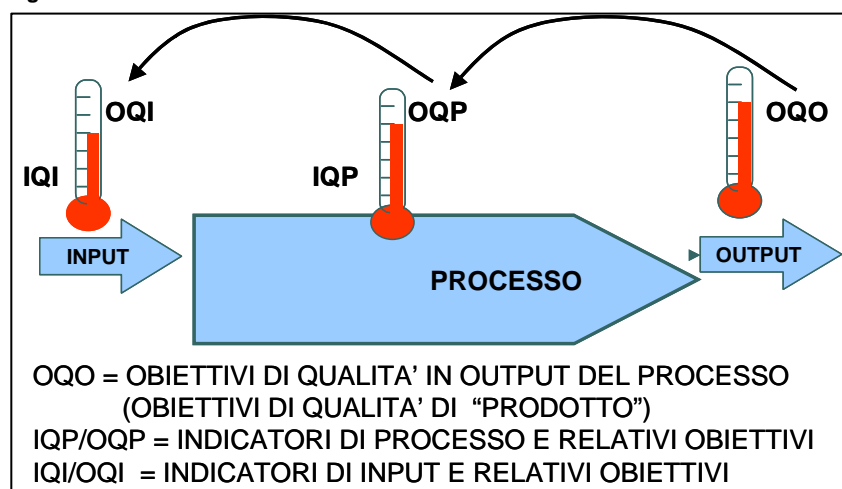 OQI
OQP
OQO
IQI
IQP
INPUT
PROCESSO
OUTPUT
OQO = OBIETTIVI DI QUALITA’ IN OUTPUT DEL PROCESSO
(OBIETTIVI DI QUALITA’ DI “PRODOTTO”)
IQP/OQP = INDICATORI DI PROCESSO E RELATIVI OBIETTIVI
IQI/OQI = INDICATORI DI INPUT E RELATIVI OBIETTIVI